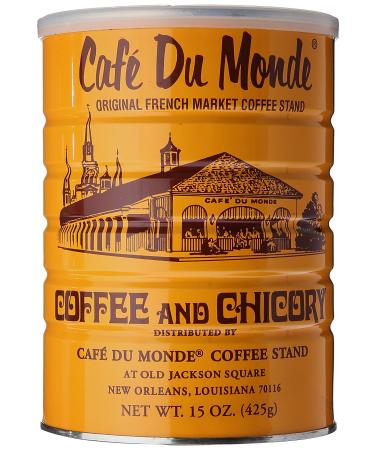 Café Du Monde®
ORIGINAL FRENCH MARKET COFFEE STAND
CAFE DU MONDE
COFFEE AND CHICORY
DISTRIBUTED BY
CAFÉ DU MONDE® COFFEE STAND
AT OLD JACKSON SQUARE
NEW ORLEANS, LOUISIANA 70116
NET WT. 15 OZ. (425g)